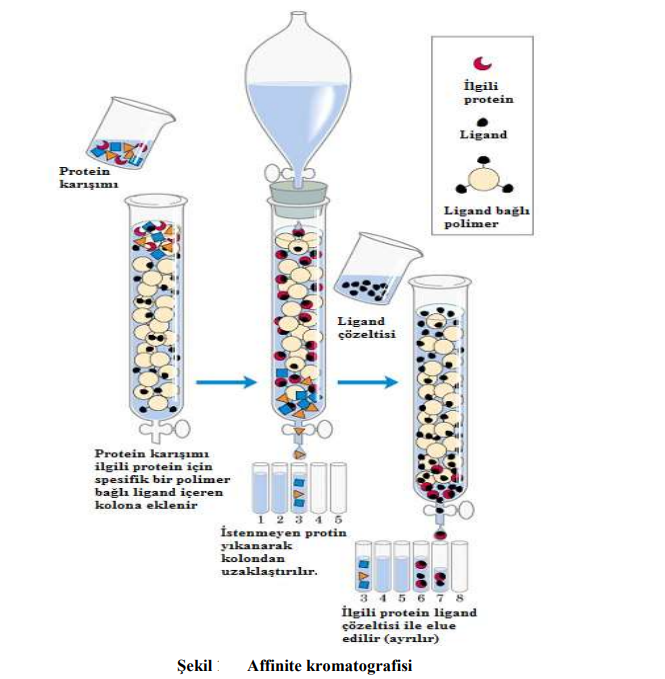 İlgili
protein
Ligand
Ligand bağlı
polimer
Protein
karışımı
Ligand
çözeltisi
Protein karışımı
ilgili protein için
spesifik bir polimer
bağlı ligand içeren
kolona eklenir
1 2 3 4 5
İstenmeyen protin
yıkanarak
kolondan
uzaklaştırılır.
3 4 5 6 7 8
İlgili protein ligand
çözeltisi ile elue
edilir (ayrılır)
Şekil Affinite kromatografisi